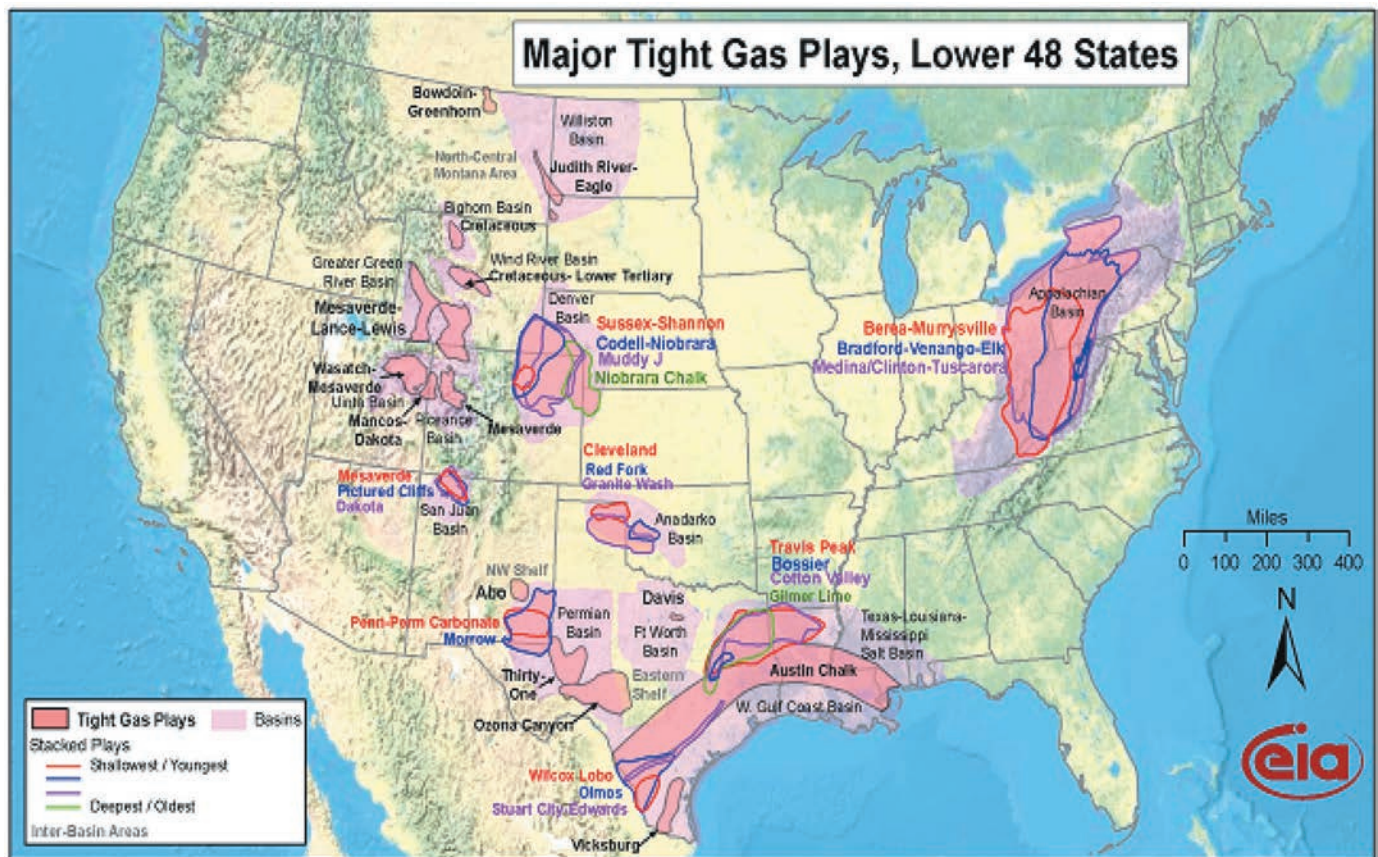 Major Tight Gas Plays, Lower 48 States
Bowdoin-
Greenhorn
Williston
Basin
North-Central
Montana Area
Judith River-
Eagle
Bighorn Basin
Cretaceous
Wind River Basin
Cretaceous- Lower Tertiary
Greater Green
River Basin
Mesaverde-
Lance-Lewis
Denver
Basin
Sussex-Shannon
Codell-Niobrara
Muddy J
Niobrara Chalk
Appalachian
Basin
Berea-Murrysville
Bradford-Venango-Elk
Medina/Clinton-Tuscarora
Wasatch-
Mesaverde
Uinta Basin
Mancos-
Dakota
Piceance
Basin
Mesaverde
Cleveland
Red Fork
Granite Wash
Mesaverde
Pictured Cliffs
Dakota
San Juan
Basin
Anadarko
Basin
Miles
0 100 200 300 400
N
Travis Peak
Bossier
Cotton Valley
Gilmer Lime
NW Shelf
Abo
Davis
Penn-Perm Carbonate
Morrow
Permian
Basin
Ft Worth
Basin
Texas-Louisiana-
Mississippi
Salt Basin
Thirty-
One
Eastern
Shelf
Austin Chalk
Ozona Canyon
W. Gulf Coast Basin
Wilcox Lobo
Olmos
Stuart City-Edwards
Vicksburg
Tight Gas Plays
Basins
Stacked Plays
Shallowest / Youngest
Deepest / Oldest
Inter-Basin Areas
eia